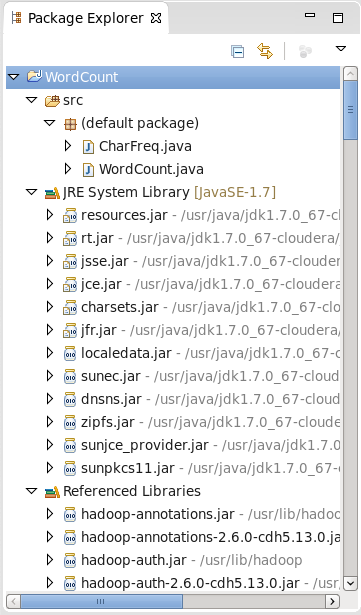 Package Explorer
WordCount
src
(default package)
CharFreq.java
WordCount.java
JRE System Library [JavaSE-1.7]
resources.jar - /usr/java/jdk1.7.0_67-cl
rt.jar - /usr/java/jdk1.7.0_67-cloudera/
jsse.jar - /usr/java/jdk1.7.0_67-cloude
jce.jar - /usr/java/jdk1.7.0_67-clouder
charsets.jar - /usr/java/jdk1.7.0_67-cl
jfr.jar - /usr/java/jdk1.7.0_67-cloudera
localedata.jar - /usr/java/jdk1.7.0_67-c
sunec.jar - /usr/java/jdk1.7.0_67-cloud
dnsns.jar - /usr/java/jdk1.7.0_67-cloud
zipfs.jar - /usr/java/jdk1.7.0_67-cloude
sunjce_provider.jar - /usr/java/jdk1.7.0
sunpkcs11.jar - /usr/java/jdk1.7.0_67-
Referenced Libraries
hadoop-annotations.jar - /usr/lib/hadoo
hadoop-annotations-2.6.0-cdh5.13.0.ja
hadoop-auth.jar - /usr/lib/hadoop
hadoop-auth-2.6.0-cdh5.13.0.jar - /usr